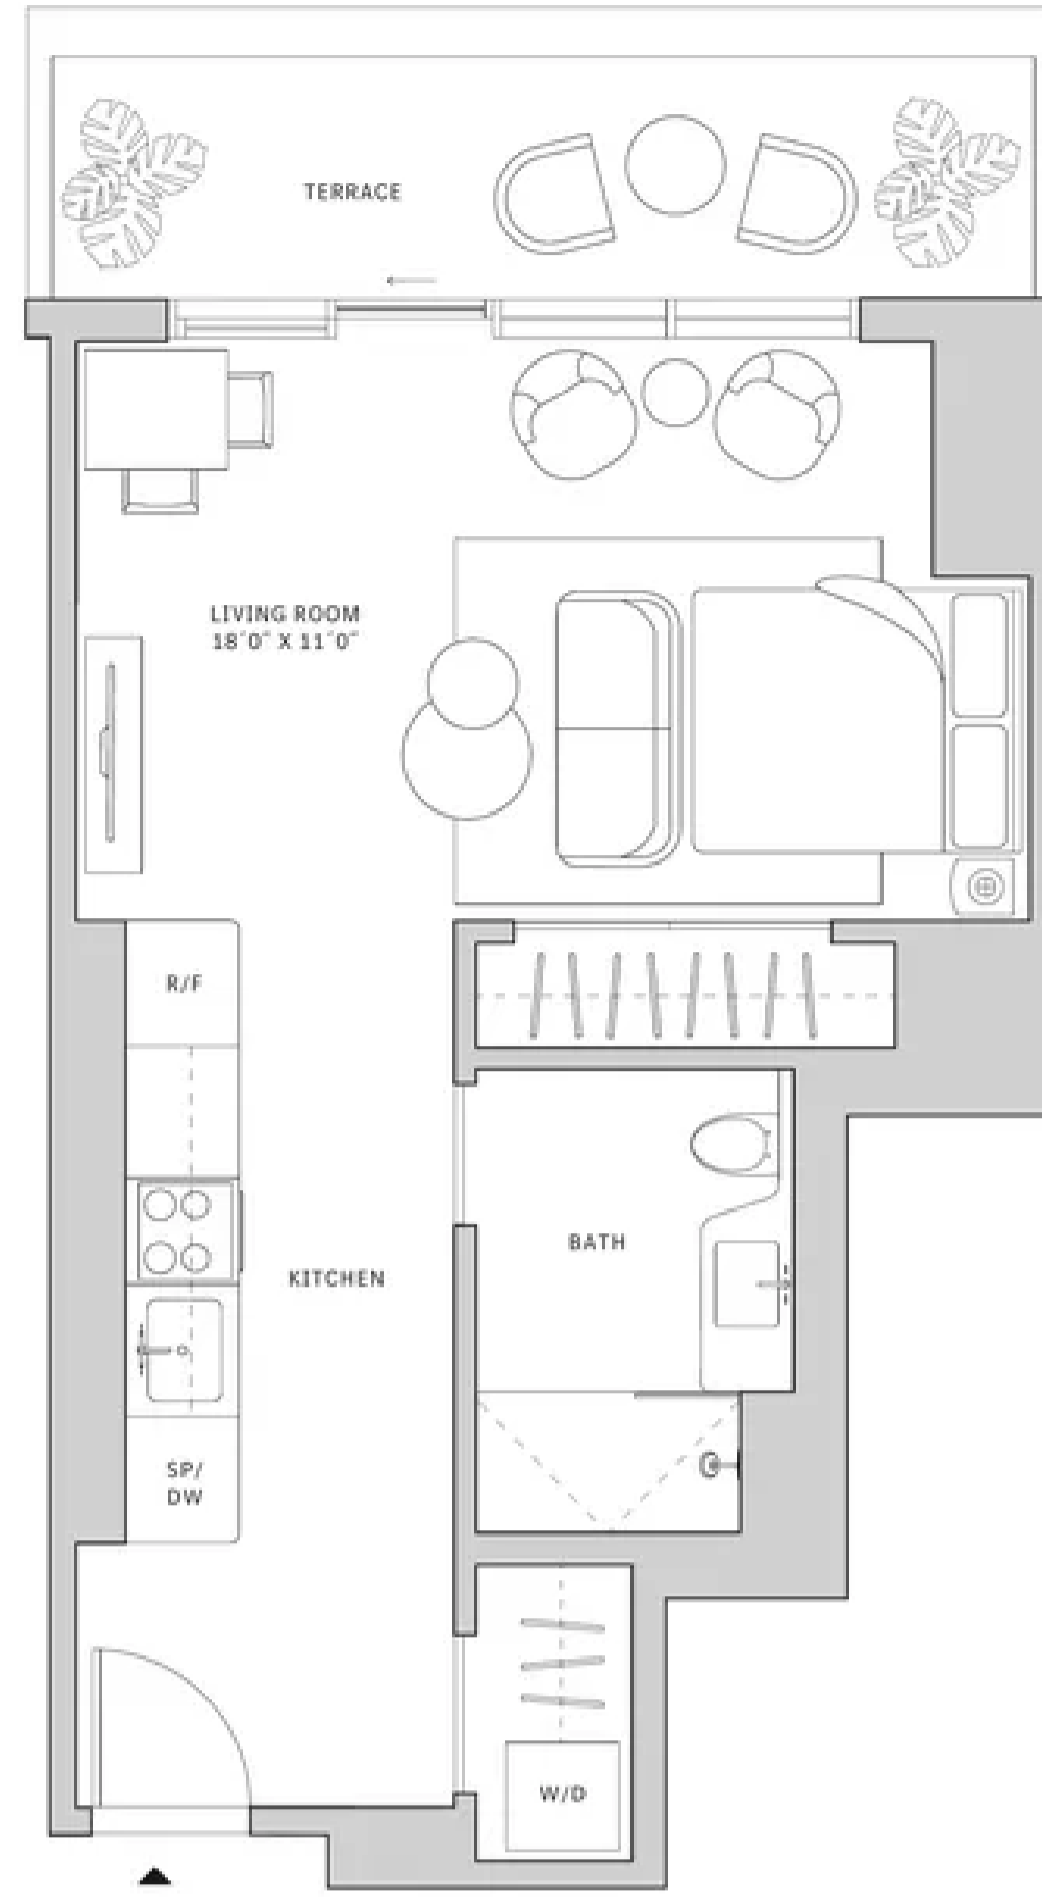 TERRACE
LIVING ROOM
18´0˝ X 11´0˝
R/F
KITCHEN
BATH
SP/
DW
W/D